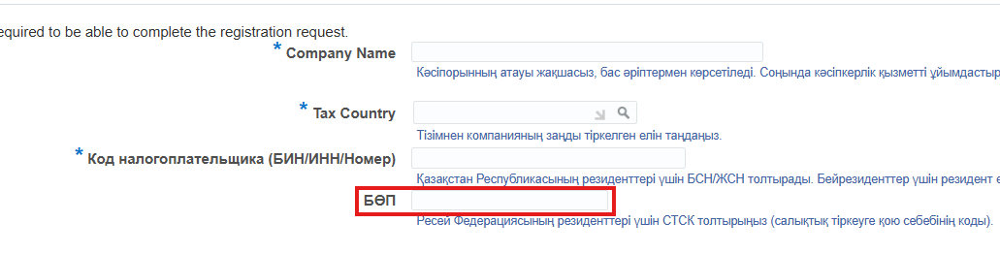 equired to be able to complete the registration request.
* Company Name
Кәсіпорынның атауы жақшасыз, бас әріптермен көрсетіледі. Соңында кәсіпкерлік қызметті ұйымдастыр
* Tax Country
Тізімнен компанияның заңды тіркелген елін таңдаңыз.
* Код налогоплательщика (БИН/ИНН/Номер)
Қазақстан Республикасының резиденттері үшін БСН/ЖСН толтырады. Бейрезиденттер үшін резидент е
БӨП
Ресей Федерациясының резиденттері үшін СТСК толтырыңыз (салықтық тіркеуге қою себебінің коды).